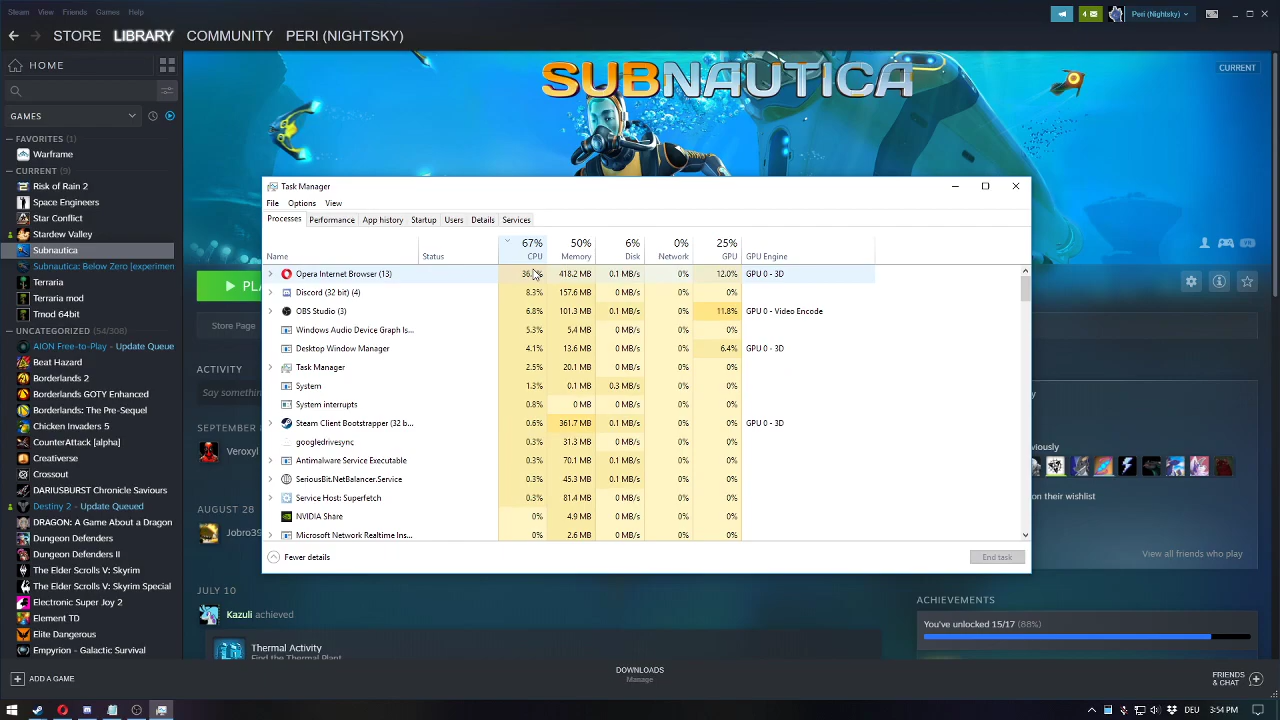 Steam View Friends Games Help
4
Peri (Nightsky)
STORE LIBRARY COMMUNITY PERI (NIGHTSKY)
HOME
GAMES
FAVORITES (1)
Warframe
CURRENT (9)
Risk of Rain 2
Space Engineers
Star Conflict
Stardew Valley
Subnautica
Subnautica: Below Zero [experimen
Terraria
Terraria mod
Tmod 64bit
UNCATEGORIZED (54/308)
AION Free-to-Play - Update Queue
Beat Hazard
Borderlands 2
Borderlands GOTY Enhanced
Borderlands: The Pre-Sequel
Chicken Invaders 5
CounterAttack [alpha]
Creativerse
Crossout
DARIUSBURST Chronicle Saviours
Destiny 2 - Update Queued
DRAGON: A Game About a Dragon
Dungeon Defenders
Dungeon Defenders II
The Elder Scrolls V: Skyrim
The Elder Scrolls V: Skyrim Special
Electronic Super Joy 2
Element TD
Elite Dangerous
Empyrion - Galactic Survival
ADD A GAME
SUBNAUTICA
CURRENT
PLA
Store Page
ACTIVITY
Say somethin
SEPTEMBER
Veroxyl
AUGUST 28
Jobro39
JULY 10
Kazuli achieved
Thermal Activity
Find the Thermal Plant
Task Manager
File Options View
Processes Performance App history Startup Users Details Services
67% 50% 6% 0% 25%
Name Status CPU Memory Disk Network GPU GPU Engine
Opera Internet Browser (13) 36. % 418.2 MB 0.1 MB/s 0% 12.0% GPU 0 - 3D
Discord (32 bit) (4) 8.3% 157.6 MB 0 MB/s 0% 0%
OBS Studio (3) 6.8% 101.3 MB 0.1 MB/s 0% 11.8% GPU 0 - Video Encode
Windows Audio Device Graph Is... 5.3% 5.4 MB 0 MB/s 0% 0%
Desktop Window Manager 4.1% 13.6 MB 0 MB/s 0% 6.4% GPU 0 - 3D
Task Manager 2.5% 20.1 MB 0 MB/s 0% 0%
System 1.3% 0.1 MB 0.3 MB/s 0% 0%
System interrupts 0.8% 0 MB 0 MB/s 0% 0%
Steam Client Bootstrapper (32 b... 0.6% 361.7 MB 0.1 MB/s 0% 0% GPU 0 - 3D
googledrivesync 0.3% 31.3 MB 0 MB/s 0% 0%
Antimalware Service Executable 0.3% 70.1 MB 0.1 MB/s 0% 0%
SeriousBit.NetBalancer.Service 0.3% 45.3 MB 0.1 MB/s 0% 0%
Service Host: Superfetch 0.3% 81.4 MB 0 MB/s 0% 0%
NVIDIA Share 0% 4.9 MB 0 MB/s 0% 0%
Microsoft Network Realtime Ins... 0% 2.6 MB 0 MB/s 0% 0%
Fewer details End task
y
viously
on their wishlist
View all friends who play
ACHIEVEMENTS
You've unlocked 15/17 (88%)
DOWNLOADS
Manage
FRIENDS
& CHAT
DEU 3:54 PM